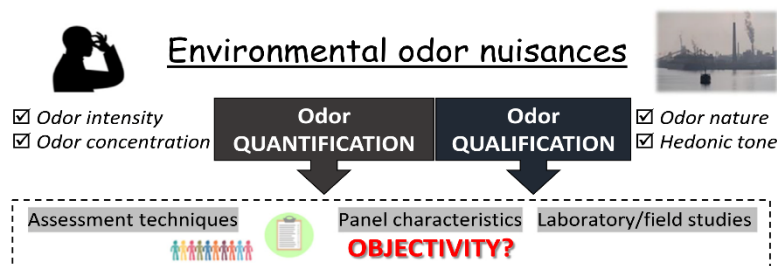 Environmental odor nuisances
☑ Odor intensity
☑ Odor concentration
Odor
QUANTIFICATION
Odor
QUALIFICATION
☑ Odor nature
☑ Hedonic tone
Assessment techniques
Panel characteristics
Laboratory/field studies
OBJECTIVITY?